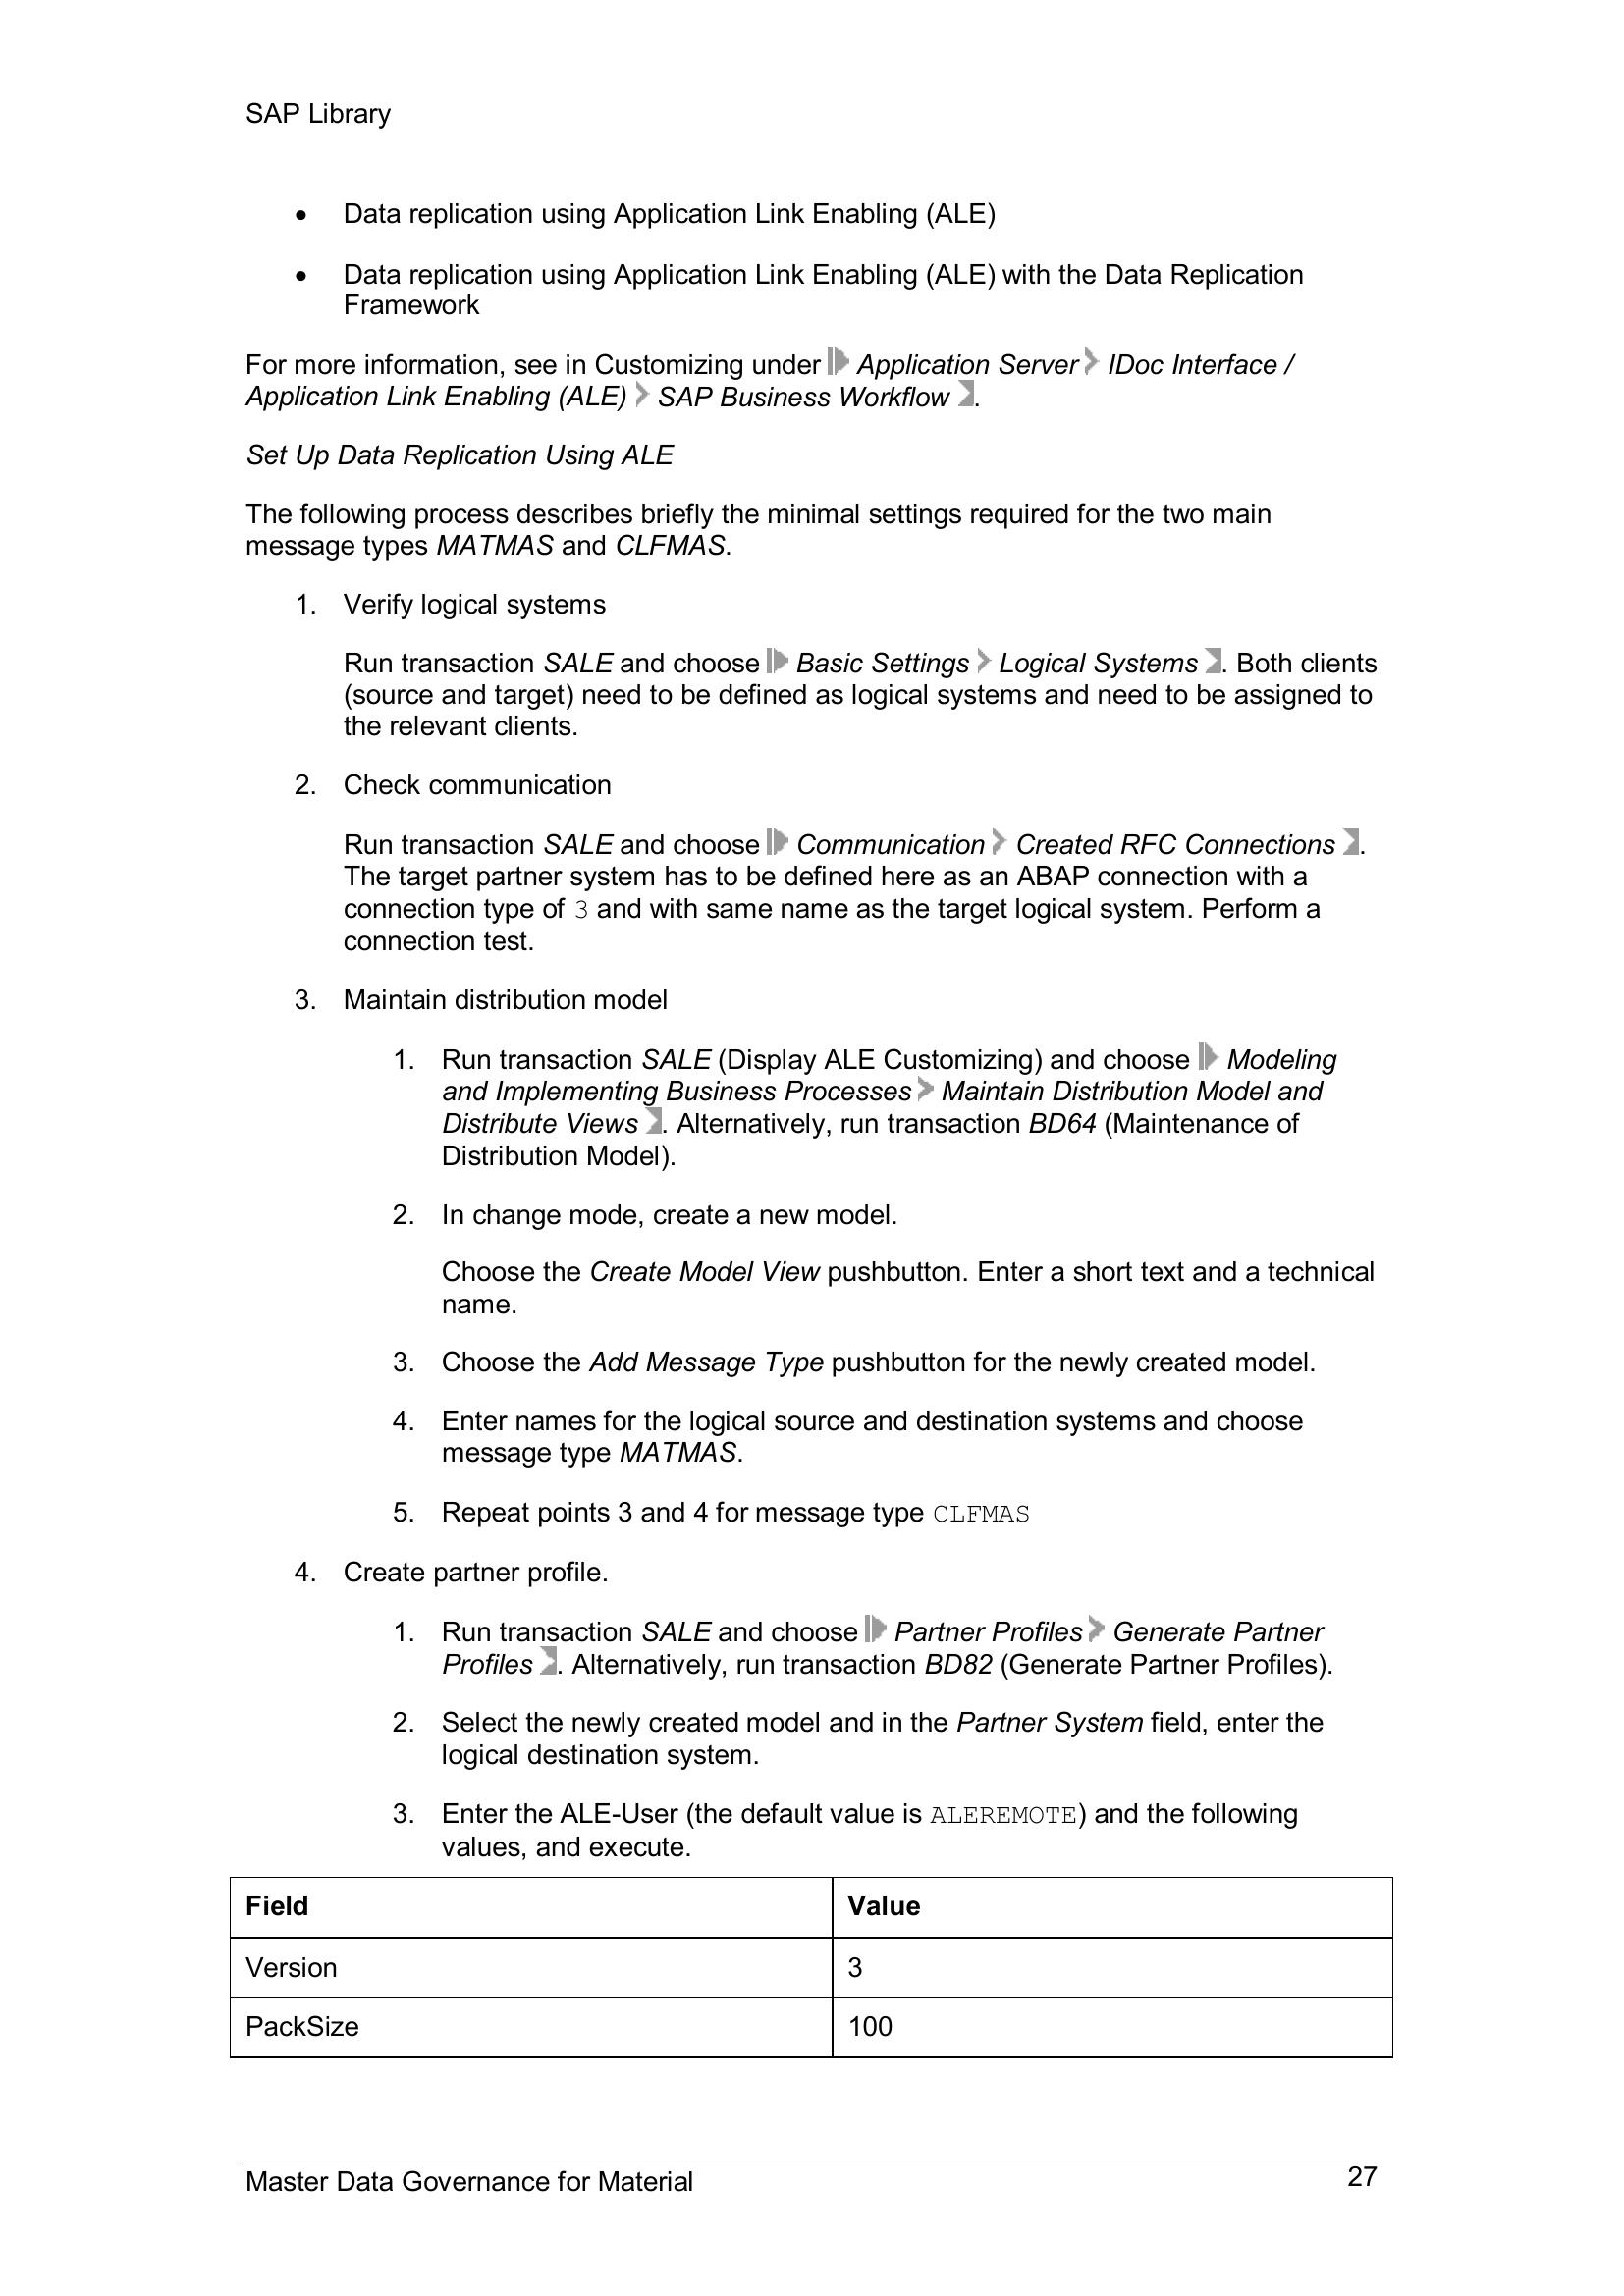 SAP Library
• Data replication using Application Link Enabling (ALE)
• Data replication using Application Link Enabling (ALE) with the Data Replication
Framework
For more information, see in Customizing under Application Server IDoc Interface /
Application Link Enabling (ALE) SAP Business Workflow .
Set Up Data Replication Using ALE
The following process describes briefly the minimal settings required for the two main
message types MATMAS and CLFMAS.
1. Verify logical systems
Run transaction SALE and choose Basic Settings Logical Systems . Both clients
(source and target) need to be defined as logical systems and need to be assigned to
the relevant clients.
2. Check communication
Run transaction SALE and choose Communication Created RFC Connections .
The target partner system has to be defined here as an ABAP connection with a
connection type of 3 and with same name as the target logical system. Perform a
connection test.
3. Maintain distribution model
1. Run transaction SALE (Display ALE Customizing) and choose Modeling
and Implementing Business Processes Maintain Distribution Model and
Distribute Views . Alternatively, run transaction BD64 (Maintenance of
Distribution Model).
2. In change mode, create a new model.
Choose the Create Model View pushbutton. Enter a short text and a technical
name.
3. Choose the Add Message Type pushbutton for the newly created model.
4. Enter names for the logical source and destination systems and choose
message type MATMAS.
5. Repeat points 3 and 4 for message type CLFMAS
4. Create partner profile.
1. Run transaction SALE and choose Partner Profiles Generate Partner
Profiles . Alternatively, run transaction BD82 (Generate Partner Profiles).
2. Select the newly created model and in the Partner System field, enter the
logical destination system.
3. Enter the ALE-User (the default value is ALEREMOTE) and the following
values, and execute.
Field Value
Version 3
PackSize 100
Master Data Governance for Material 27